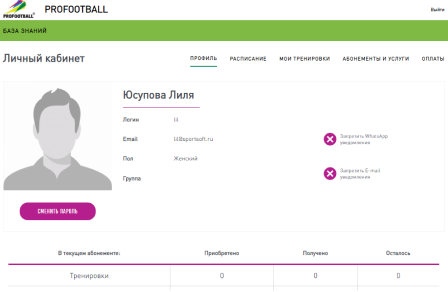 PROFOOTBALL
PROFOOTBALL
Выйти
БАЗА ЗНАНИЙ
Личный кабинет
ПРОФИЛЬ РАСПИСАНИЕ МОИ ТРЕНИРОВКИ АБОНЕМЕНТЫ И УСЛУГИ ОПЛАТЫ
Юсупова Лиля
Логин lil
Email lil@sportsoft.ru
Запретить WhatsApp
уведомления
Пол Женский
Запретить E-mail
уведомления
Группа
СМЕНИТЬ ПАРОЛЬ
В текущем абонементе: Приобретено Получено Осталось
Тренировки 0 0 0